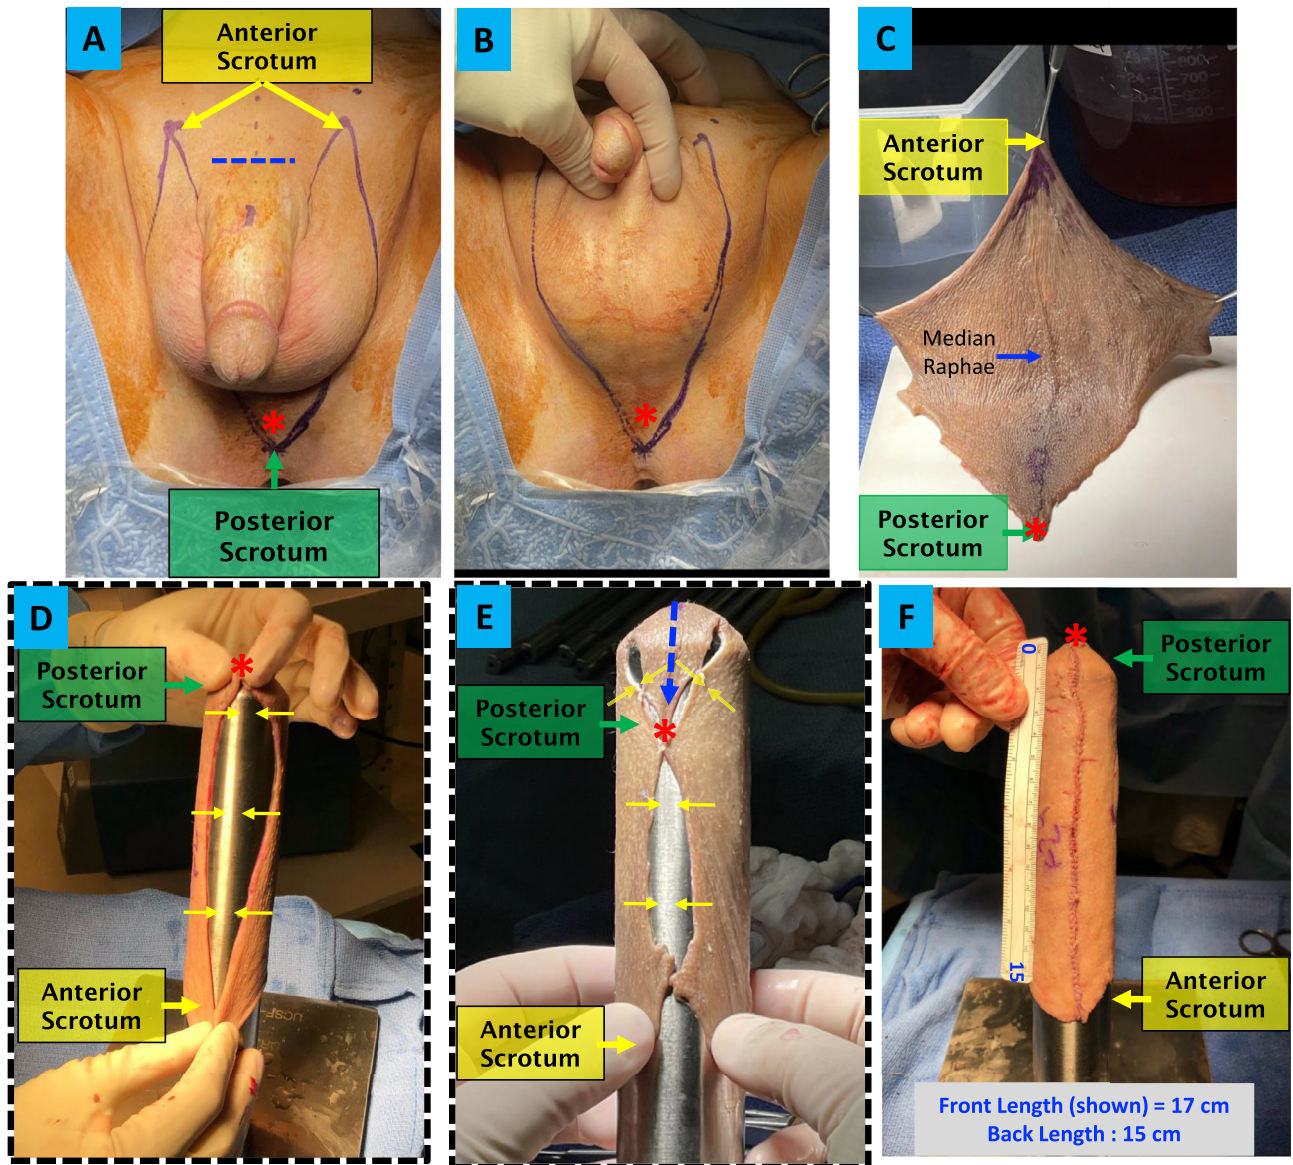 A
Anterior
Scrotum
Posterior
Scrotum
B
C
Anterior
Scrotum
Median
Raphae
Posterior
Scrotum
D
Posterior
Scrotum
Anterior
Scrotum
UCSF
E
Posterior
Scrotum
Anterior
Scrotum
F
0
15
Posterior
Scrotum
Anterior
Scrotum
Front Length (shown) = 17 cm
Back Length : 15 cm